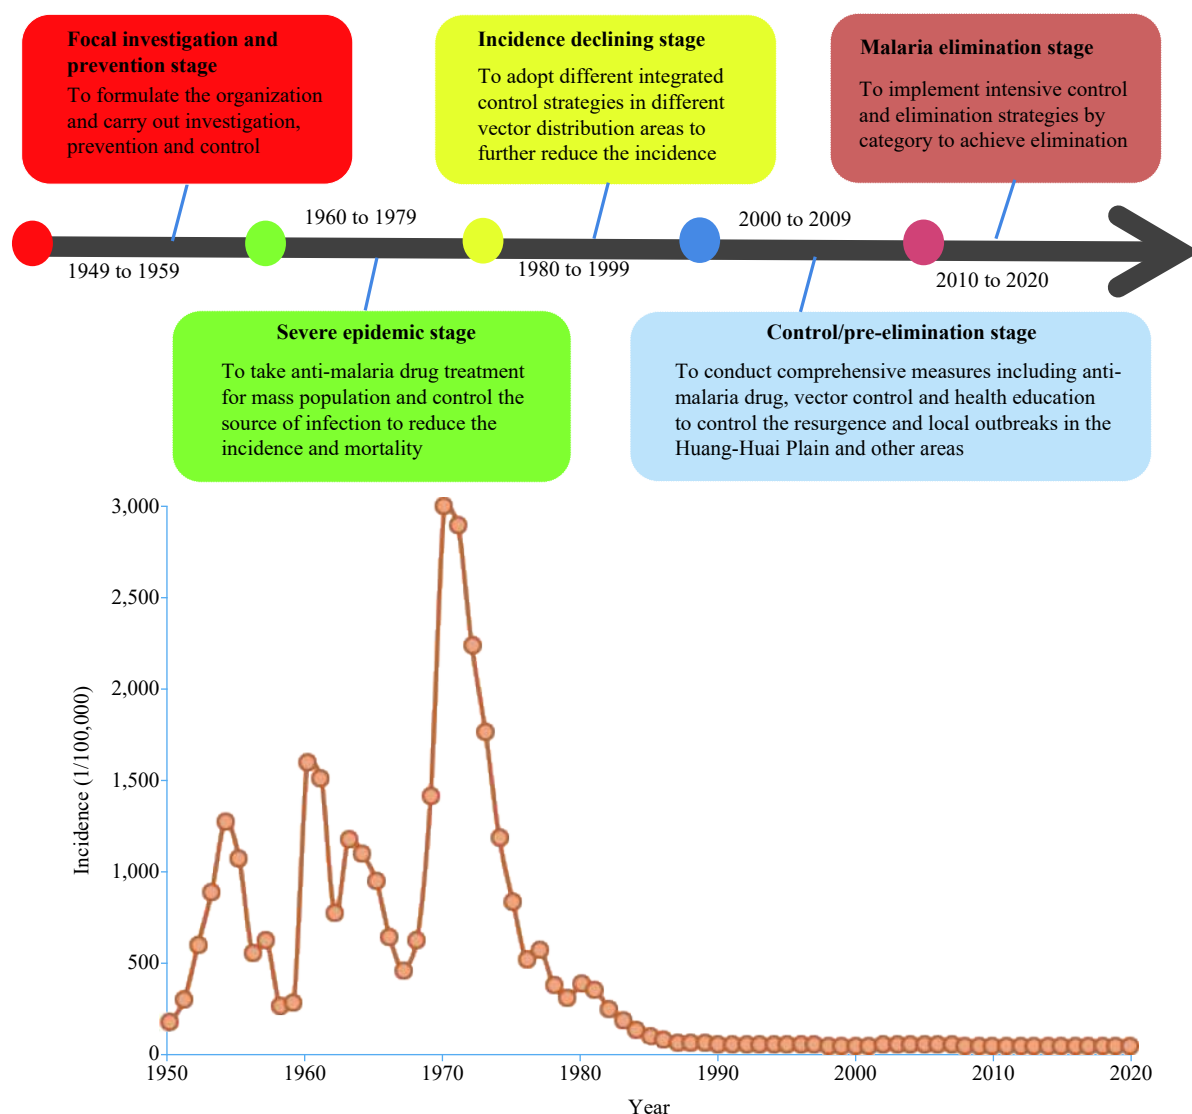 Focal investigation and
prevention stage
To formulate the organization
and carry out investigation,
prevention and control
Incidence declining stage
To adopt different integrated
control strategies in different
vector distribution areas to
further reduce the incidence
Malaria elimination stage
To implement intensive control
and elimination strategies by
category to achieve elimination
1949 to 1959
1960 to 1979
1980 to 1999
2000 to 2009
2010 to 2020
Severe epidemic stage
To take anti-malaria drug treatment
for mass population and control the
source of infection to reduce the
incidence and mortality
Control/pre-elimination stage
To conduct comprehensive measures including anti-
malaria drug, vector control and health education
to control the resurgence and local outbreaks in the
Huang-Huai Plain and other areas
3,000
2,500
2,000
1,500
1,000
500
0
Incidence (1/100,000)
1950
1960
1970
1980
1990
2000
2010
2020
Year